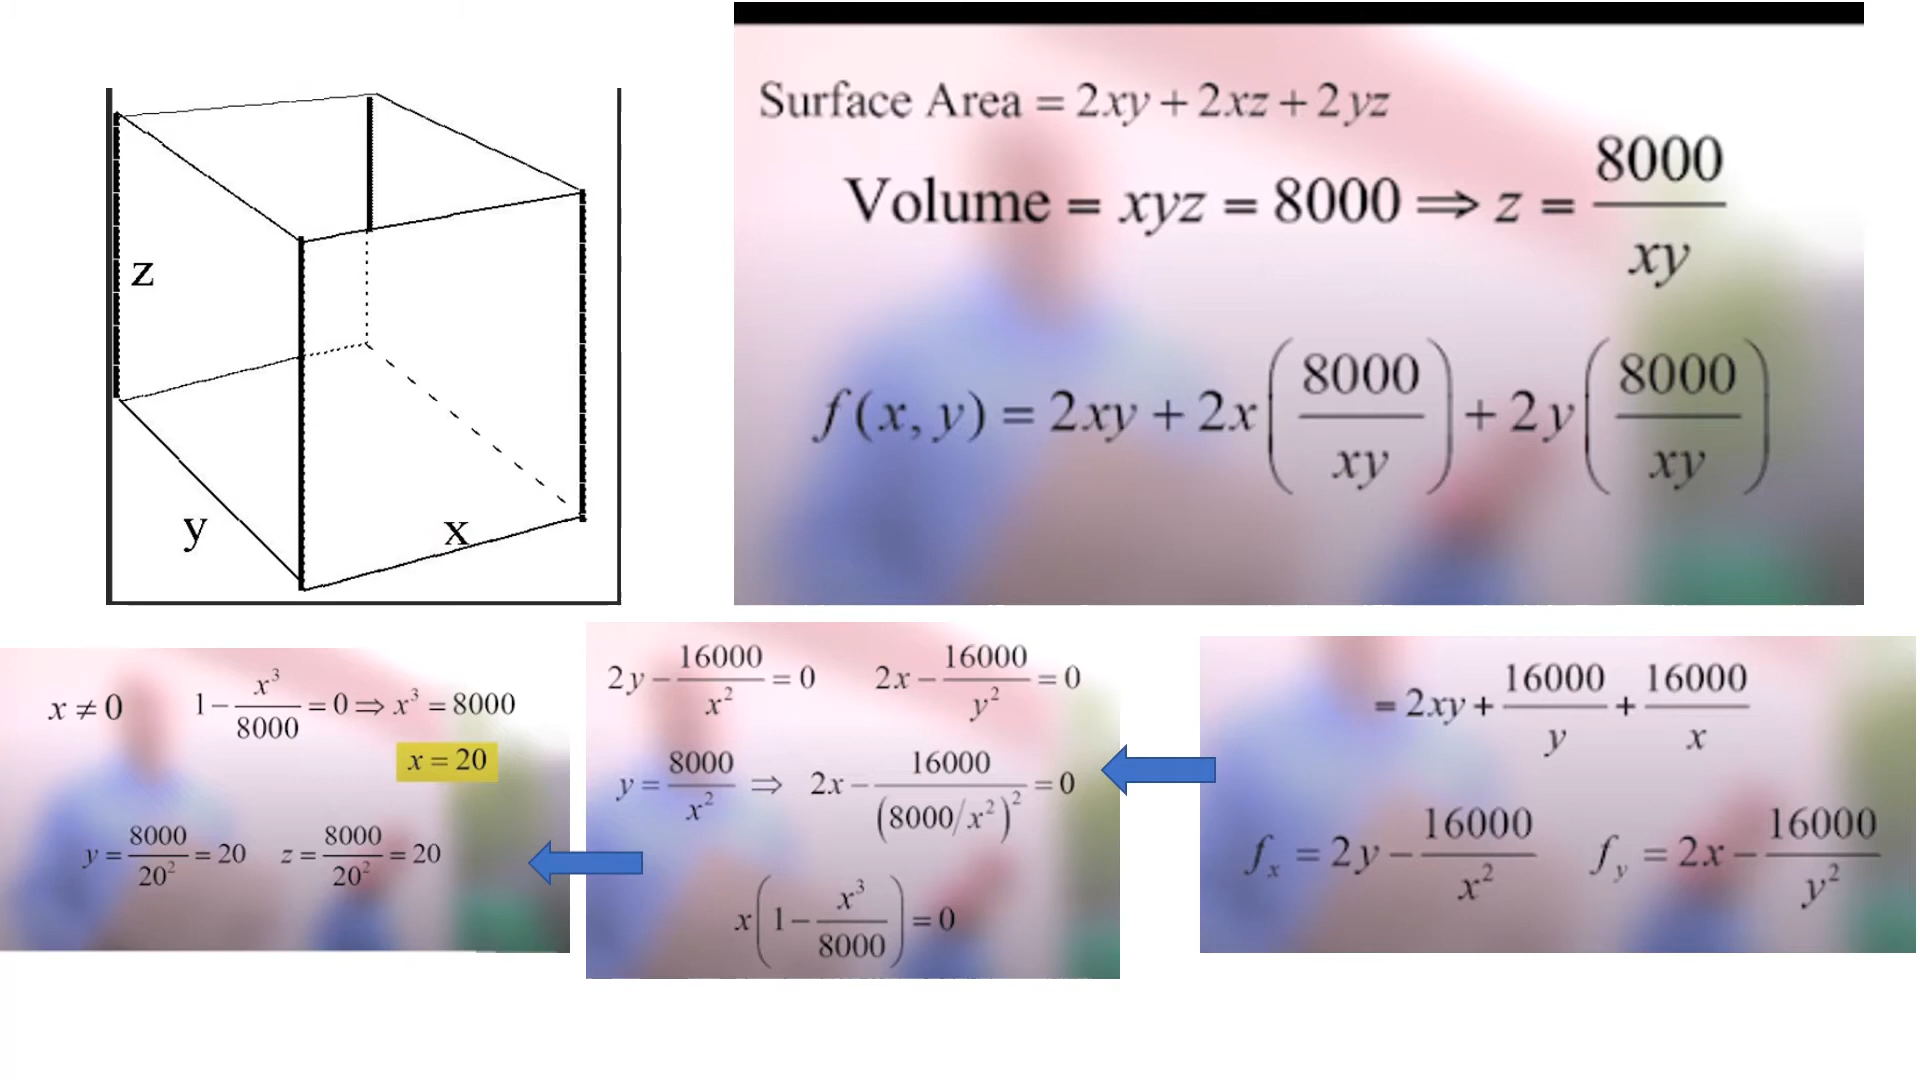 z
y
x
Surface Area = 2xy + 2xz + 2yz
Volume = xyz = 8000 ⇒ z = 8000/xy
f(x, y) = 2xy + 2x(8000/xy) + 2y(8000/xy)
= 2xy + 16000/y + 16000/x
f_x = 2y − 16000/x² f_y = 2x − 16000/y²
2y − 16000/x² = 0 2x − 16000/y² = 0
y = 8000/x² ⇒ 2x − 16000/(8000/x²)² = 0
x(1 − x³/8000) = 0
x ≠ 0 1 − x³/8000 = 0 ⇒ x³ = 8000
x = 20
y = 8000/20² = 20 z = 8000/20² = 20